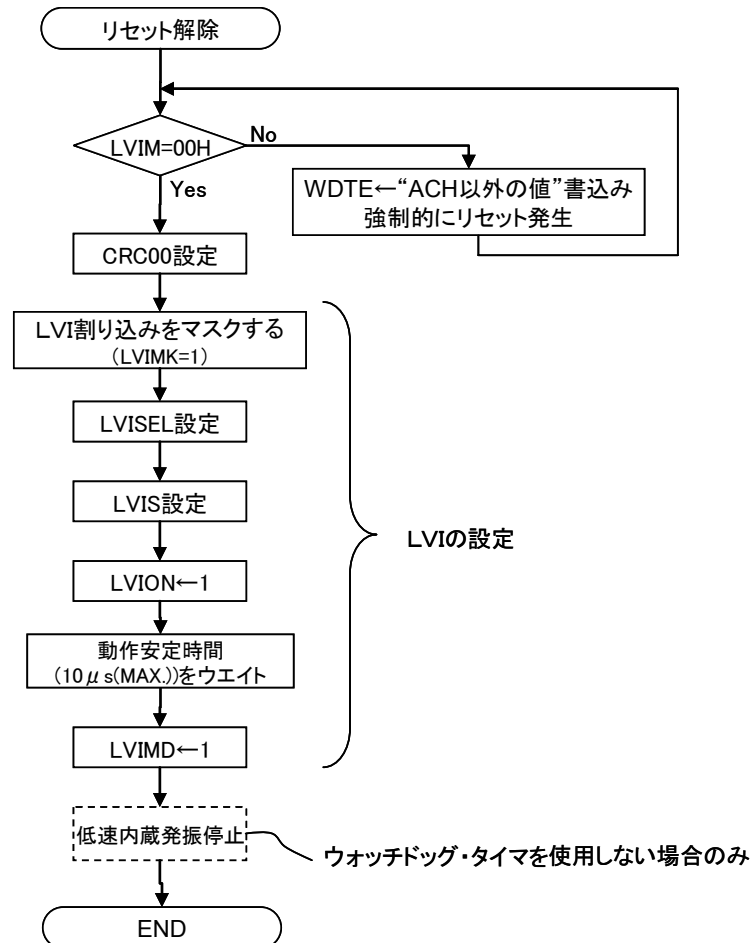 リセット解除
LVIM=00H
No
Yes
WDTE←“ACH以外の値”書込み
強制的にリセット発生
CRC00設定
LVI割り込みをマスクする
(LVIMK=1)
LVISEL設定
LVIS設定
LVION←1
動作安定時間
(10μs(MAX.))をウエイト
LVIMD←1
LVIの設定
低速内蔵発振停止
ウォッチドッグ・タイマを使用しない場合のみ
END